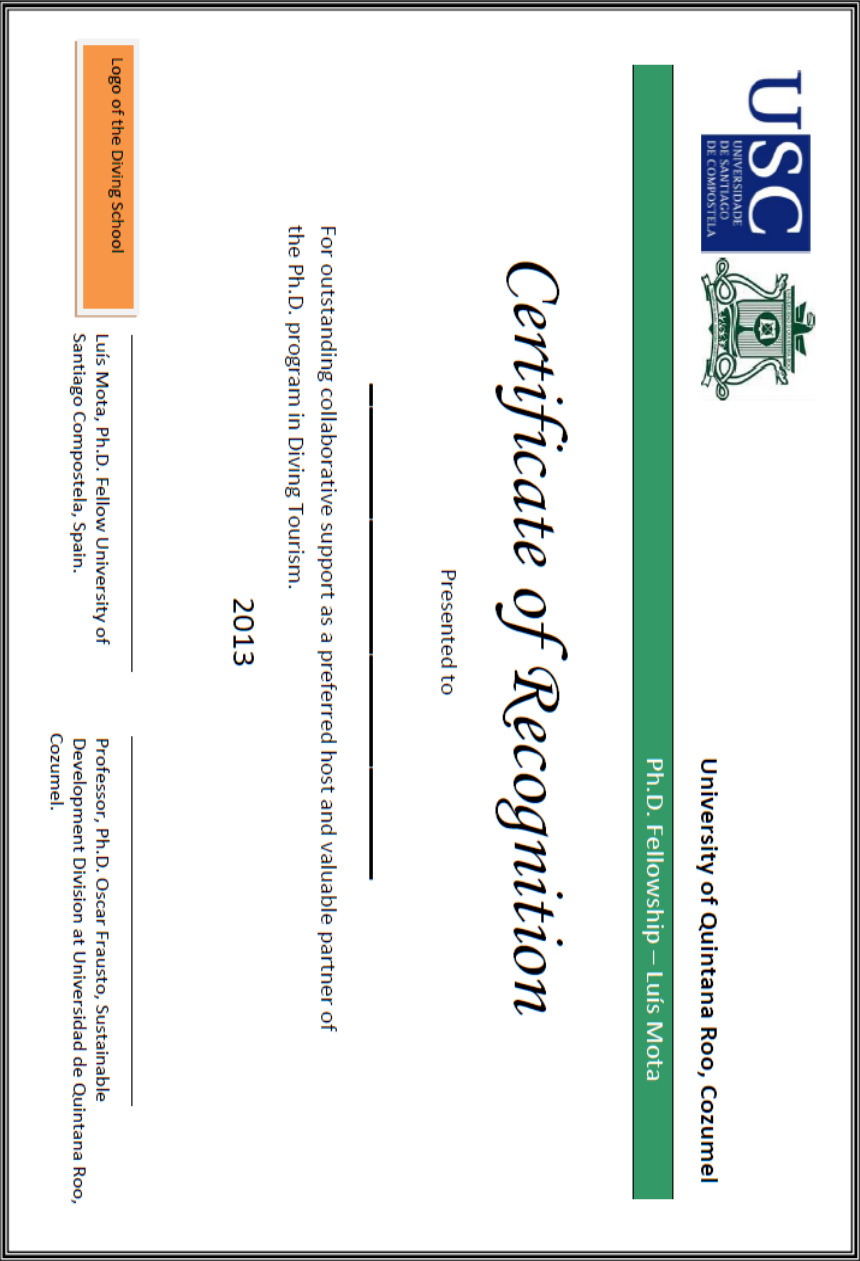 USC
UNIVERSIDADE
DE SANTIAGO
DE COMPOSTELA
University of Quintana Roo, Cozumel
Ph.D. Fellowship – Luís Mota
Certificate of Recognition
Presented to
For outstanding collaborative support as a preferred host and valuable partner of
the Ph.D. program in Diving Tourism.
2013
Logo of the Diving School
Luís Mota, Ph.D. Fellow University of
Santiago Compostela, Spain.
Professor, Ph.D. Oscar Frausto, Sustainable
Development Division at Universidad de Quintana Roo,
Cozumel.